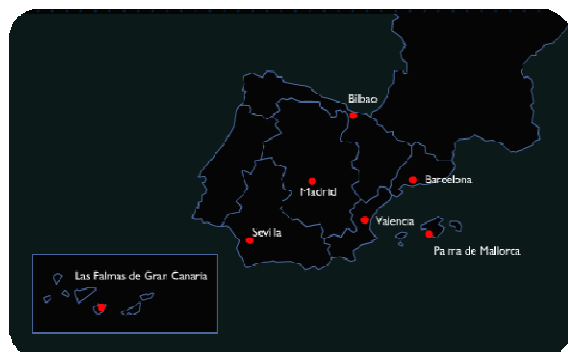 Bilbao
Barcelona
Madrid
Valencia
Sevilla
Palma de Mallorca
Las Palmas de Gran Canaria